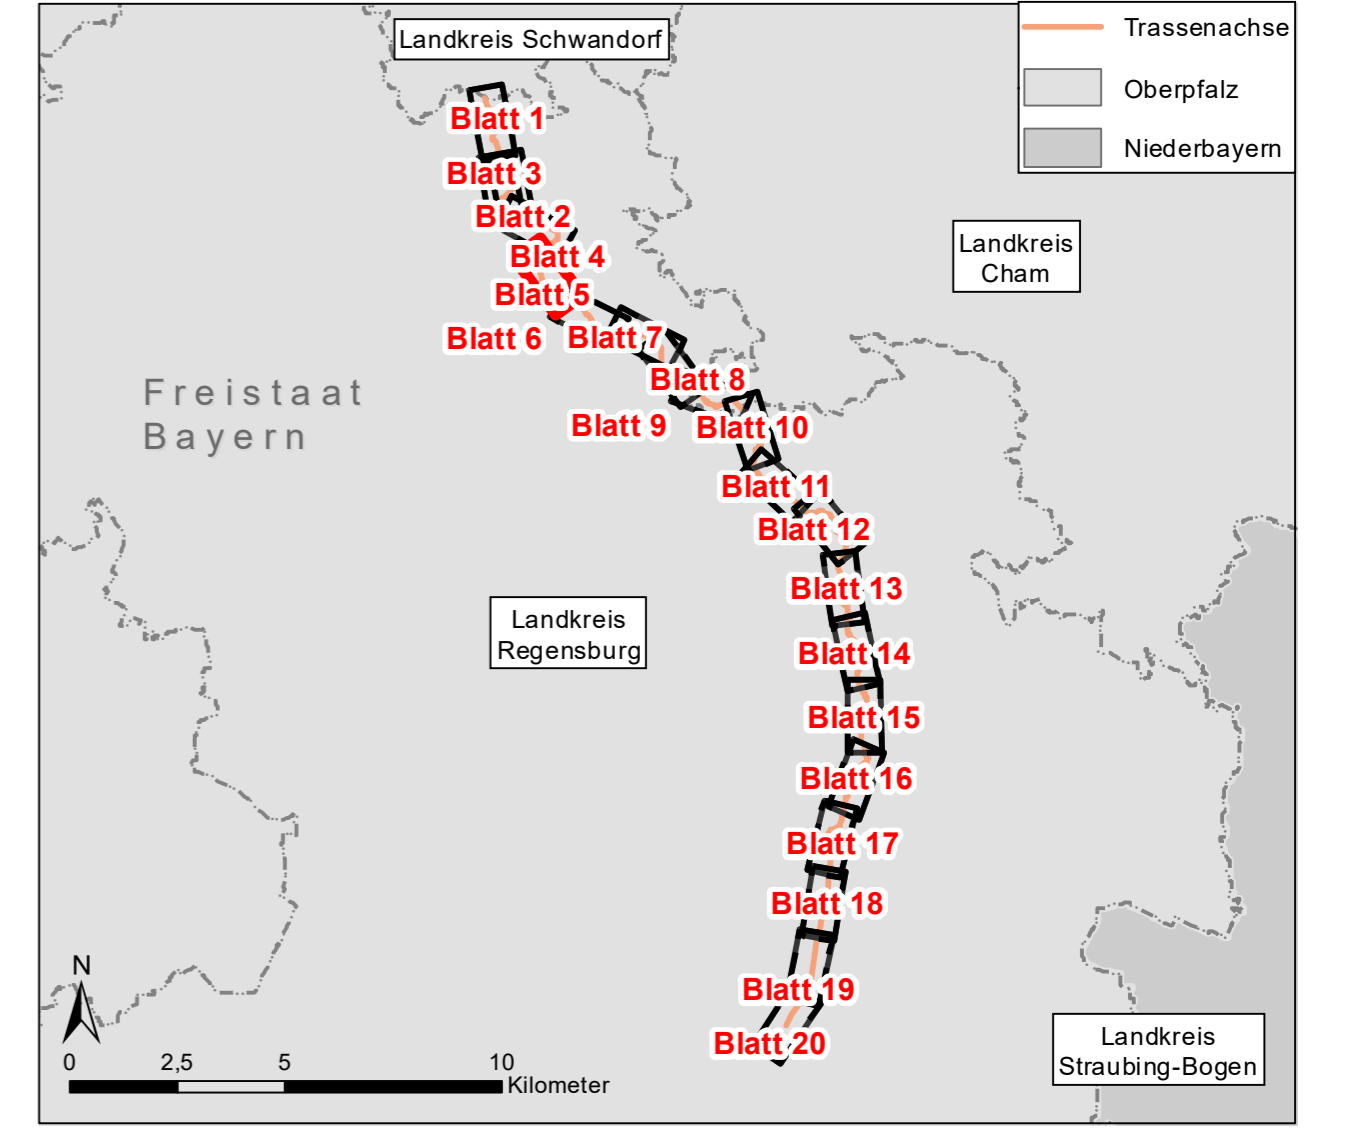 Landkreis Schwandorf
Trassenachse
Oberpfalz
Niederbayern
Blatt 1
Blatt 3
Blatt 2
Blatt 4
Blatt 5
Blatt 6
Blatt 7
Blatt 8
Blatt 9
Blatt 10
Blatt 11
Blatt 12
Blatt 13
Blatt 14
Blatt 15
Blatt 16
Blatt 17
Blatt 18
Blatt 19
Blatt 20
Landkreis
Cham
Freistaat
Bayern
Landkreis
Regensburg
Landkreis
Straubing-Bogen
N
0 2,5 5 10
Kilometer